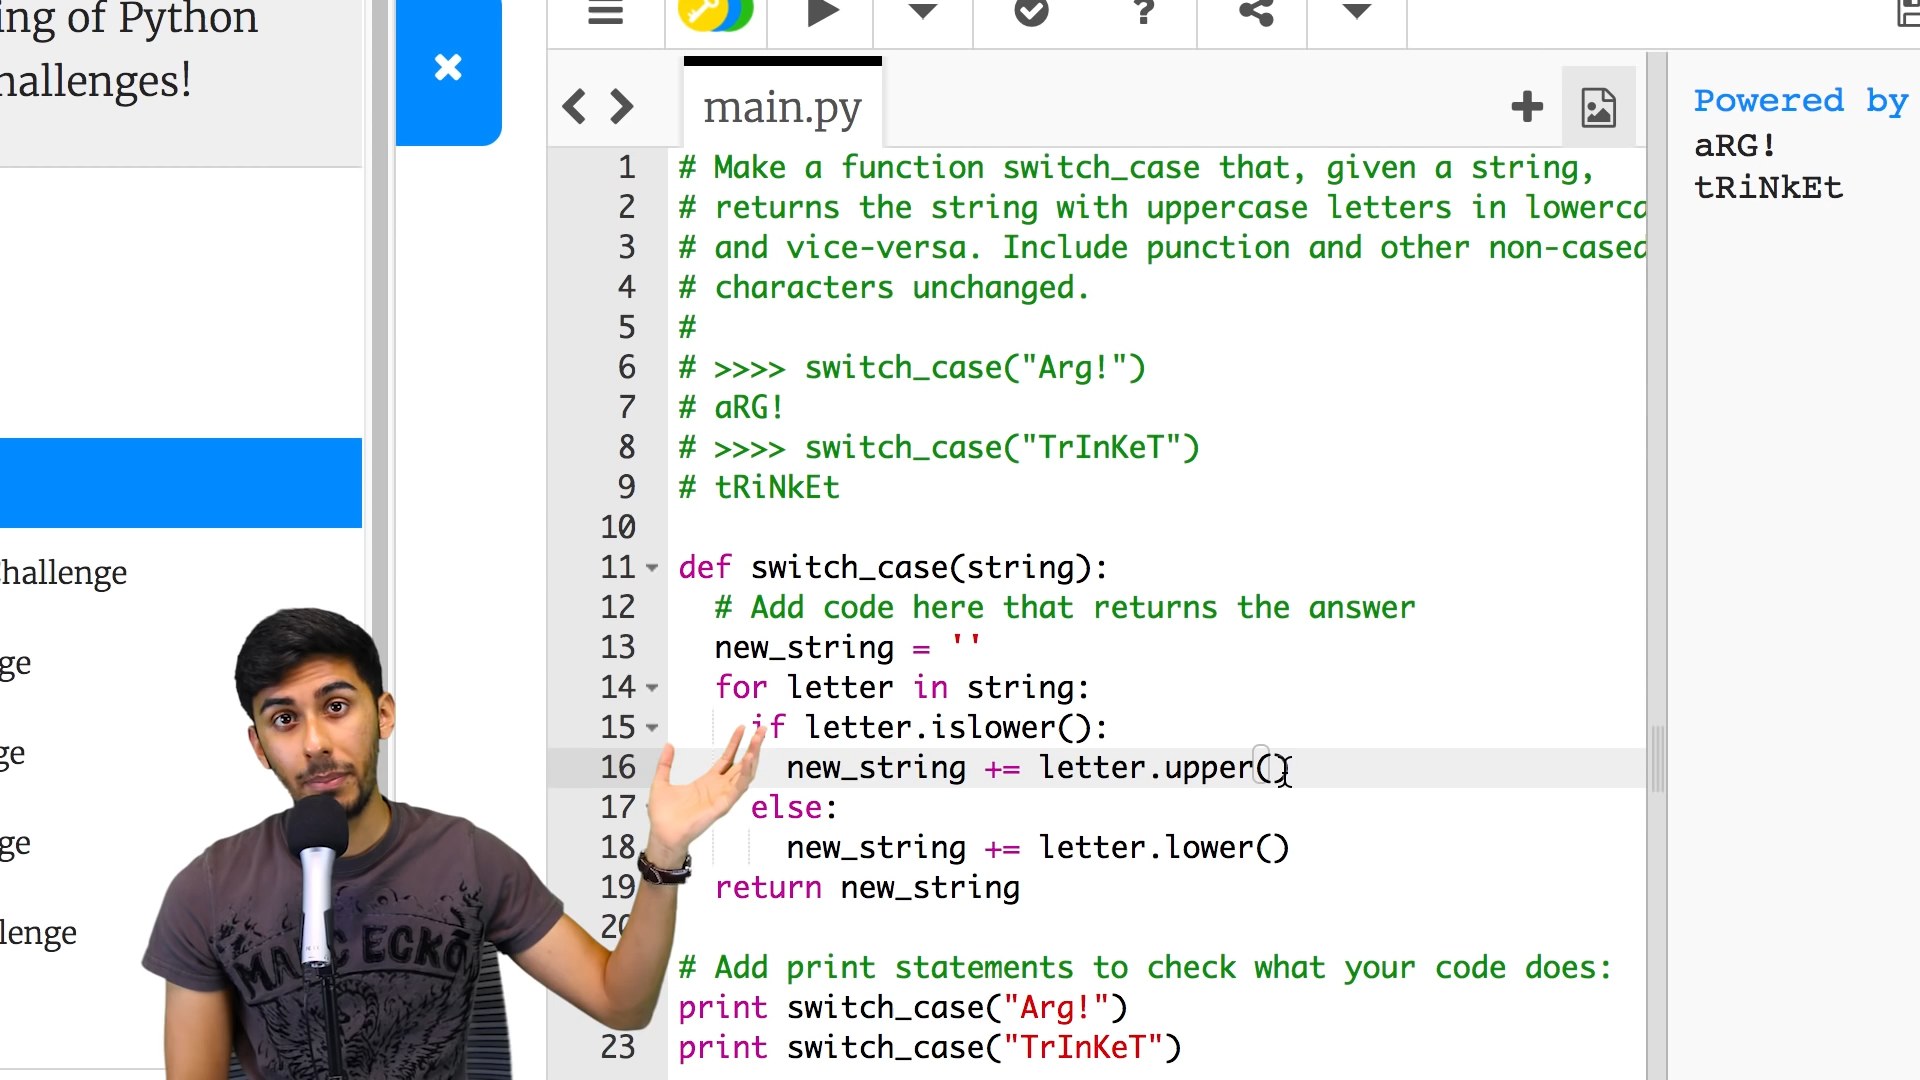 ing of Python
hallenges!
hallenge
ge
ge
ge
lenge
MARC ECKŌ
main.py
1 # Make a function switch_case that, given a string,
2 # returns the string with uppercase letters in lowerca
3 # and vice-versa. Include punction and other non-cased
4 # characters unchanged.
5 #
6 # >>>> switch_case("Arg!")
7 # aRG!
8 # >>>> switch_case("TrInKeT")
9 # tRiNkEt
10
11 def switch_case(string):
12 # Add code here that returns the answer
13 new_string = ''
14 for letter in string:
15 if letter.islower():
16 new_string += letter.upper()
17 else:
18 new_string += letter.lower()
19 return new_string
20
# Add print statements to check what your code does:
print switch_case("Arg!")
23 print switch_case("TrInKeT")
Powered by
aRG!
tRiNkEt